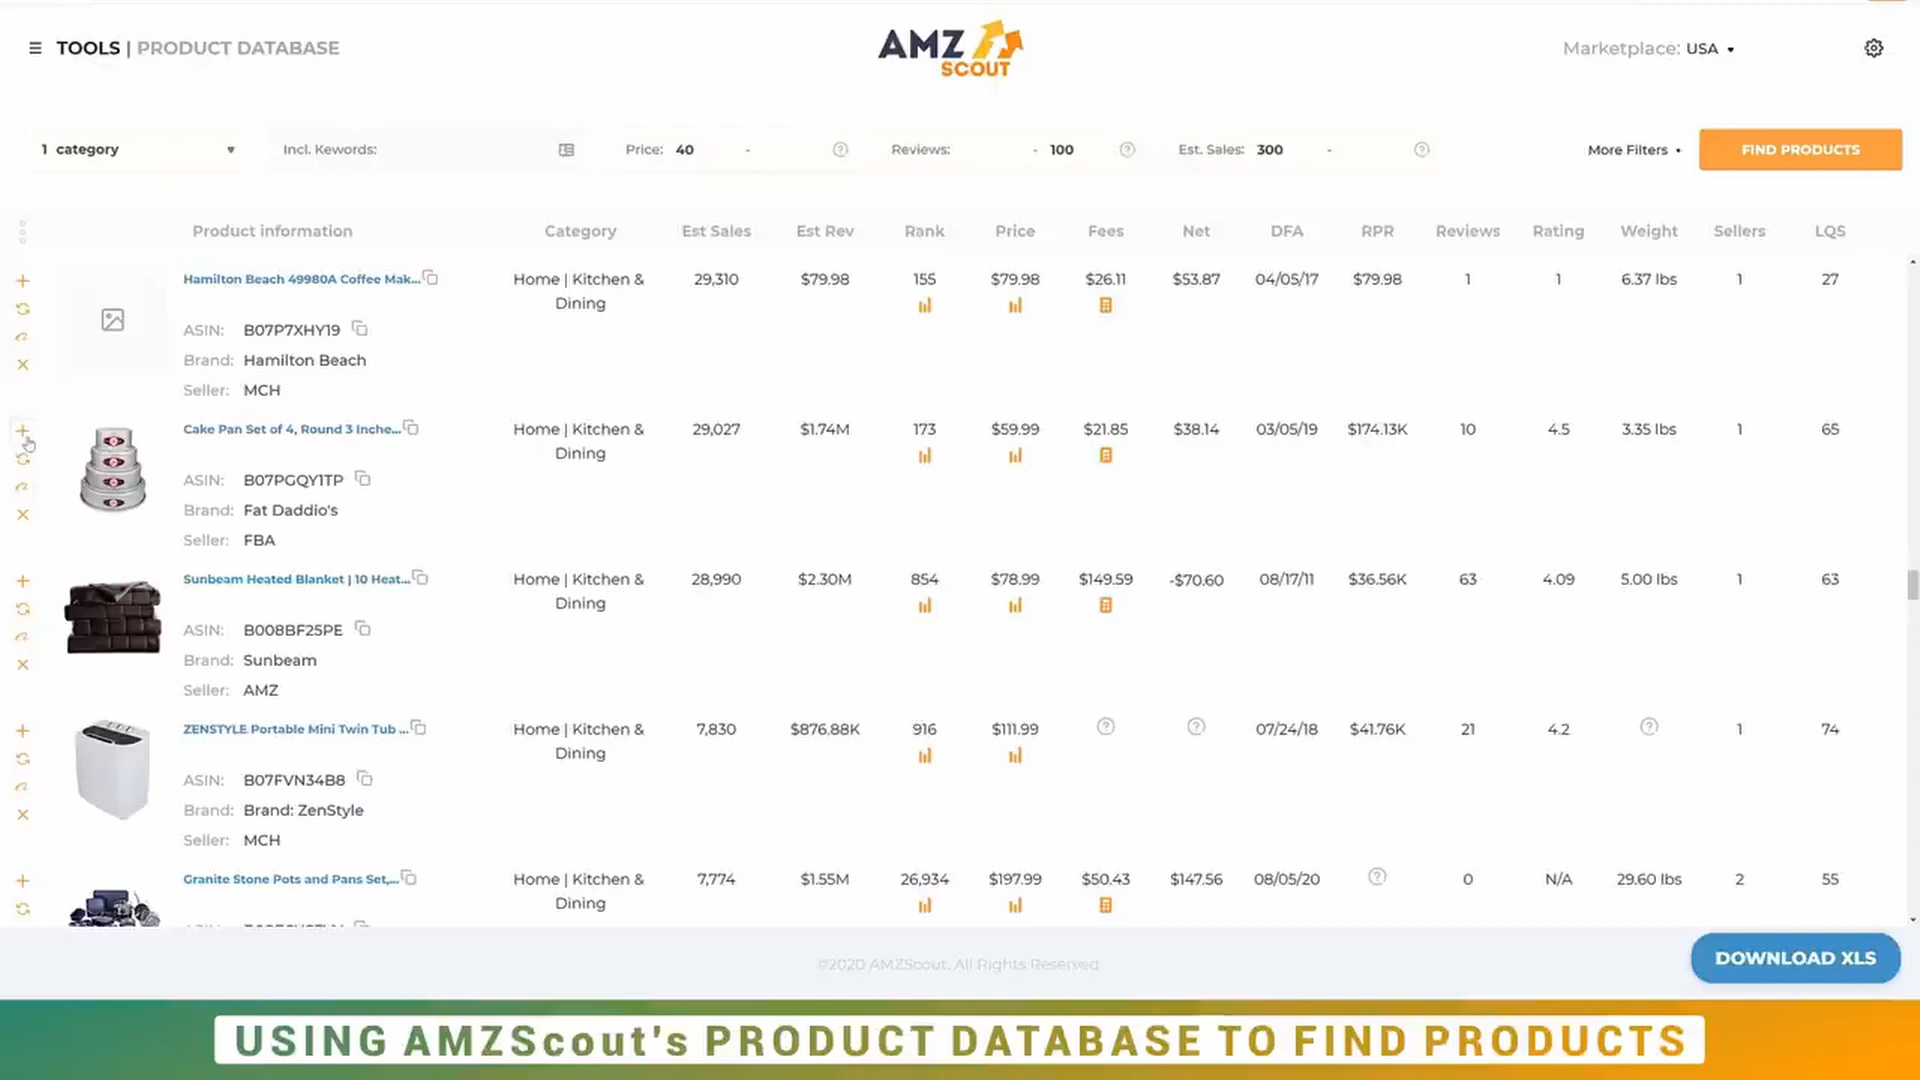 TOOLS | PRODUCT DATABASE
AMZ
SCOUT
Marketplace: USA
1 category
Incl. Kewords:
Price: 40 -
Reviews: - 100
Est. Sales: 300 -
More Filters
FIND PRODUCTS
Product information Category Est Sales Est Rev Rank Price Fees Net DFA RPR Reviews Rating Weight Sellers LQS
Hamilton Beach 49980A Coffee Mak... Home | Kitchen & 29,310 $79.98 155 $79.98 $26.11 $53.87 04/05/17 $79.98 1 1 6.37 lbs 1 27
Dining
ASIN: B07P7XHY19
Brand: Hamilton Beach
Seller: MCH
Cake Pan Set of 4, Round 3 Inche... Home | Kitchen & 29,027 $1.74M 173 $59.99 $21.85 $38.14 03/05/19 $174.13K 10 4.5 3.35 lbs 1 65
Dining
ASIN: B07PGQY1TP
Brand: Fat Daddio's
Seller: FBA
Sunbeam Heated Blanket | 10 Heat... Home | Kitchen & 28,990 $2.30M 854 $78.99 $149.59 -$70.60 08/17/11 $36.56K 63 4.09 5.00 lbs 1 63
Dining
ASIN: B008BF25PE
Brand: Sunbeam
Seller: AMZ
ZENSTYLE Portable Mini Twin Tub ... Home | Kitchen & 7,830 $876.88K 916 $111.99 07/24/18 $41.76K 21 4.2 1 74
Dining
ASIN: B07FVN34B8
Brand: Brand: ZenStyle
Seller: MCH
Granite Stone Pots and Pans Set,... Home | Kitchen & 7,774 $1.55M 26,934 $197.99 $50.43 $147.56 08/05/20 0 N/A 29.60 lbs 2 55
Dining
©2020 AMZScout. All Rights Reserved
DOWNLOAD XLS
USING AMZScout's PRODUCT DATABASE TO FIND PRODUCTS